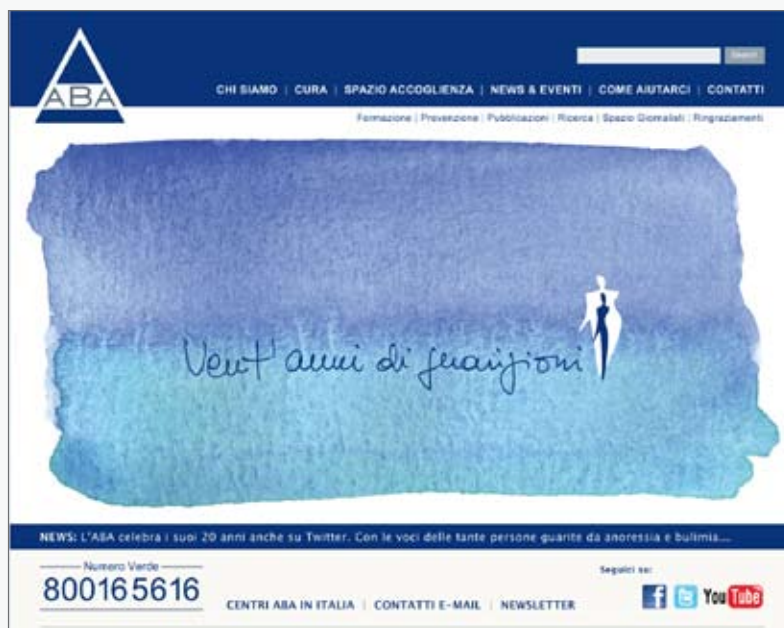 Search
ABA
CHI SIAMO | CURA | SPAZIO ACCOGLIENZA | NEWS & EVENTI | COME AIUTARCI | CONTATTI
Formazione | Prevenzione | Pubblicazioni | Ricerca | Spazio Giornalisti | Ringraziamenti
Vent'anni di guarigioni
NEWS: L'ABA celebra i suoi 20 anni anche su Twitter. Con le voci delle tante persone guarite da anoressia e bulimia....
Numero Verde
800165616
CENTRI ABA IN ITALIA | CONTATTI E-MAIL | NEWSLETTER
Seguici su:
f t YouTube